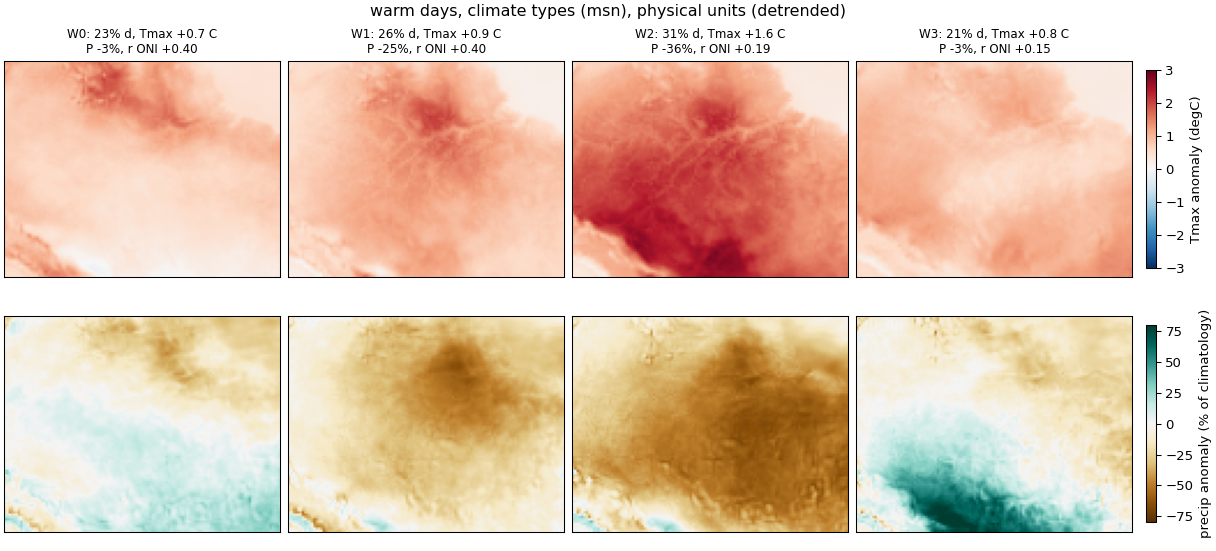 warm days, climate types (msn), physical units (detrended)
W0: 23% d, Tmax +0.7 C
P -3%, r ONI +0.40
W1: 26% d, Tmax +0.9 C
P -25%, r ONI +0.40
W2: 31% d, Tmax +1.6 C
P -36%, r ONI +0.19
W3: 21% d, Tmax +0.8 C
P -3%, r ONI +0.15
3
2
1
0
−1
−2
−3
Tmax anomaly (degC)
75
50
25
0
−25
−50
−75
precip anomaly (% of climatology)